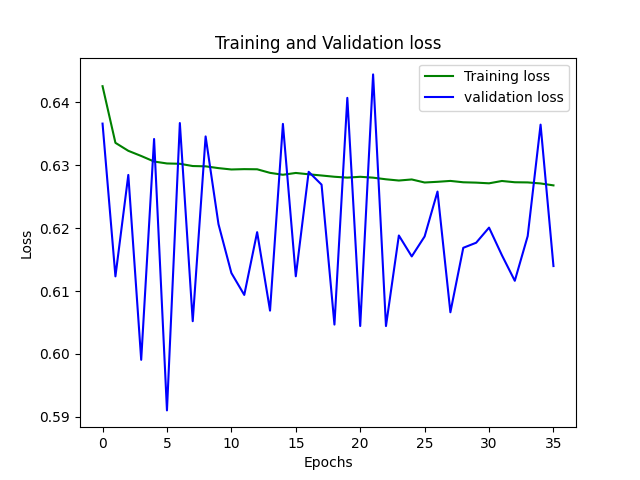 Training and Validation loss
Training loss
validation loss
0.64
0.63
0.62
0.61
0.60
0.59
Loss
0 5 10 15 20 25 30 35
Epochs